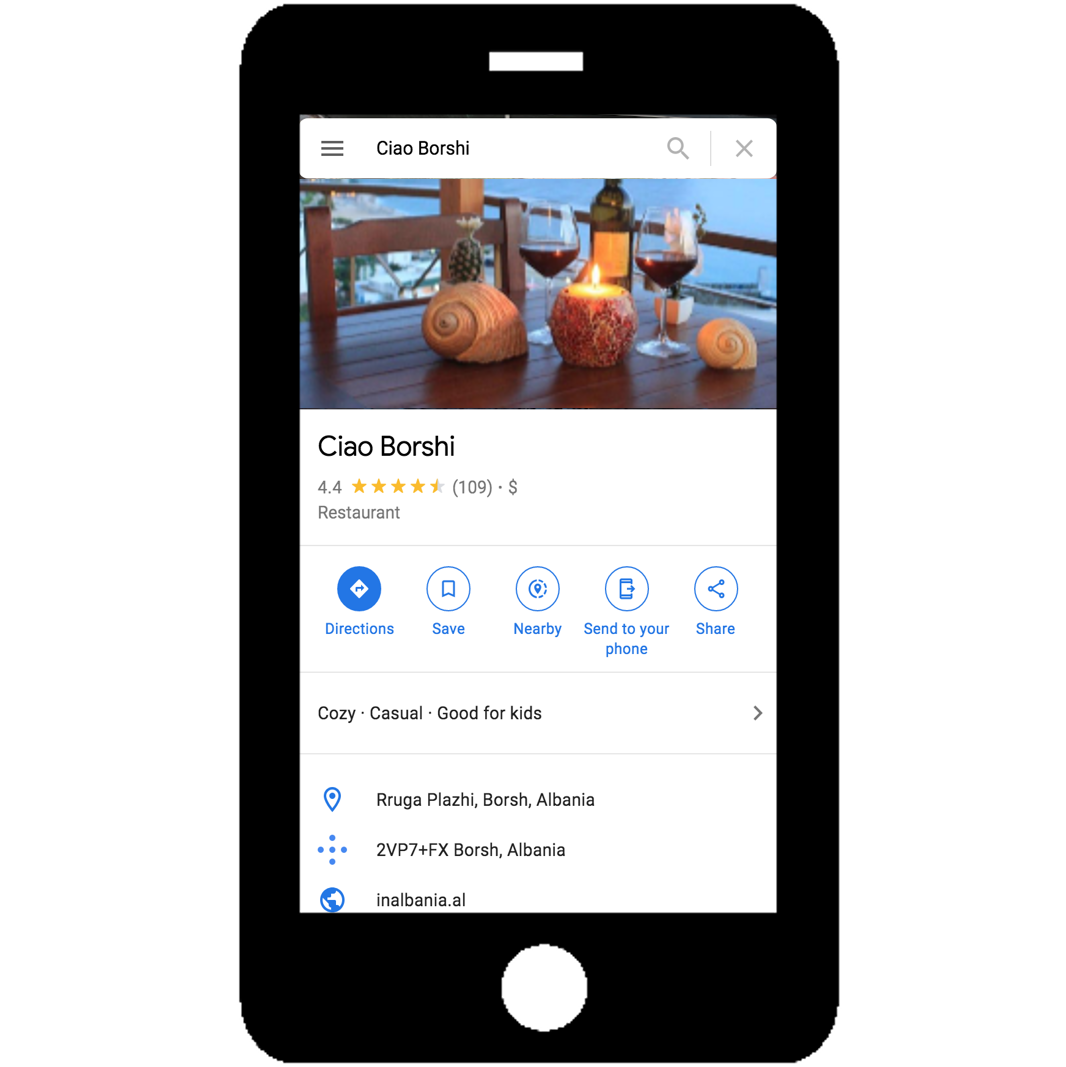 Ciao Borshi
Ciao Borshi
4.4 (109) · $
Restaurant
Directions Save Nearby Send to your phone Share
Cozy · Casual · Good for kids
Rruga Plazhi, Borsh, Albania
2VP7+FX Borsh, Albania
inalbania.al